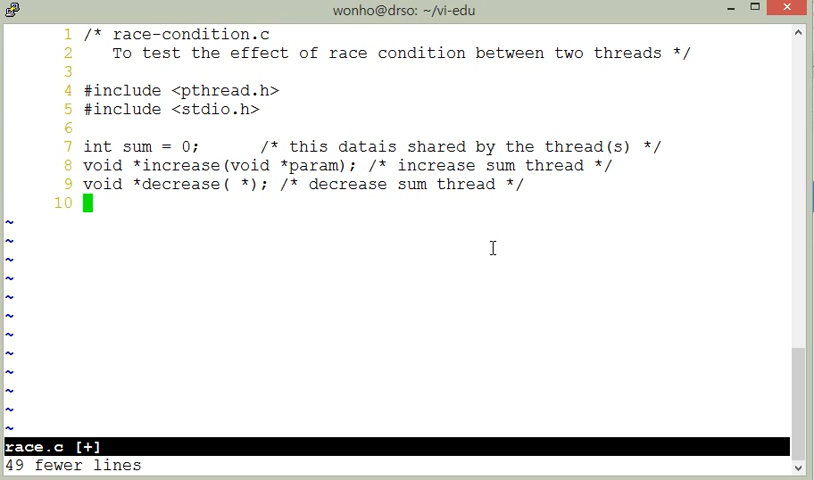 wonho@drso: ~/vi-edu
1 /* race-condition.c
2    To test the effect of race condition between two threads */
3
4 #include <pthread.h>
5 #include <stdio.h>
6
7 int sum = 0;      /* this datais shared by the thread(s) */
8 void *increase(void *param); /* increase sum thread */
9 void *decrease( *); /* decrease sum thread */
10
~
~
~
~
~
~
~
~
~
~
~
~
race.c [+]
49 fewer lines